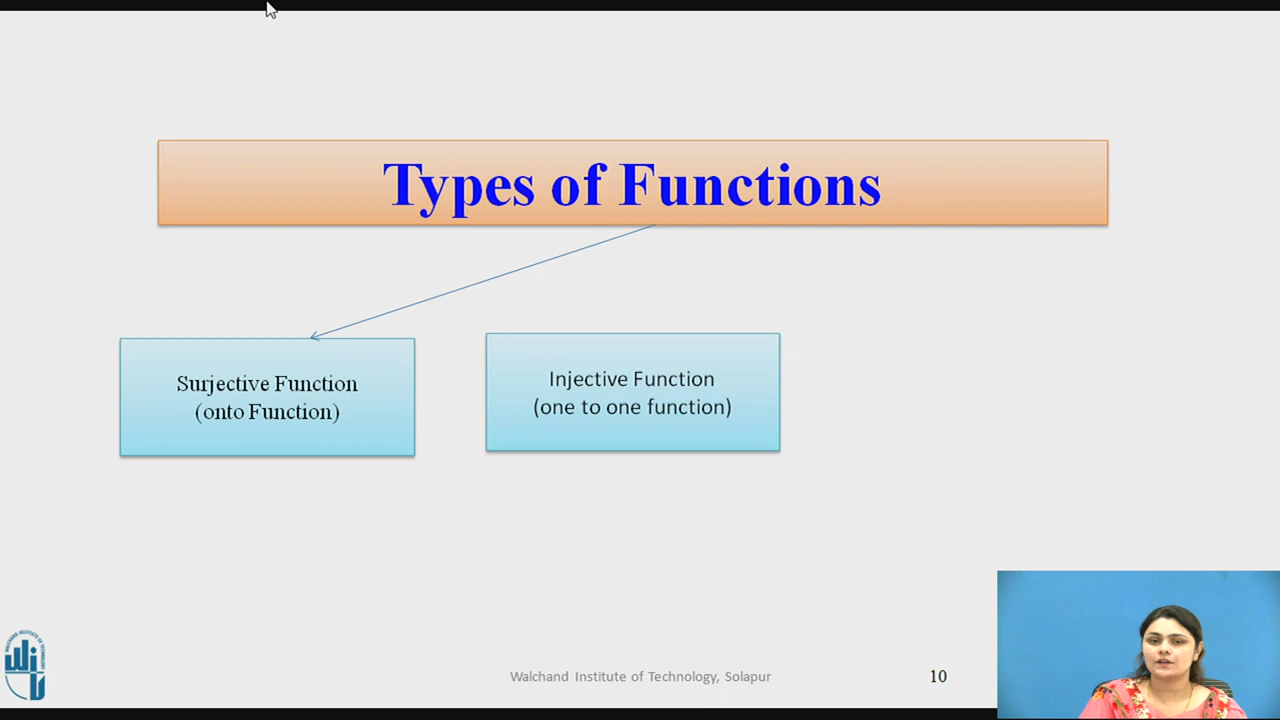 Types of Functions
Surjective Function
(onto Function)
Injective Function
(one to one function)
Walchand Institute of Technology, Solapur
10